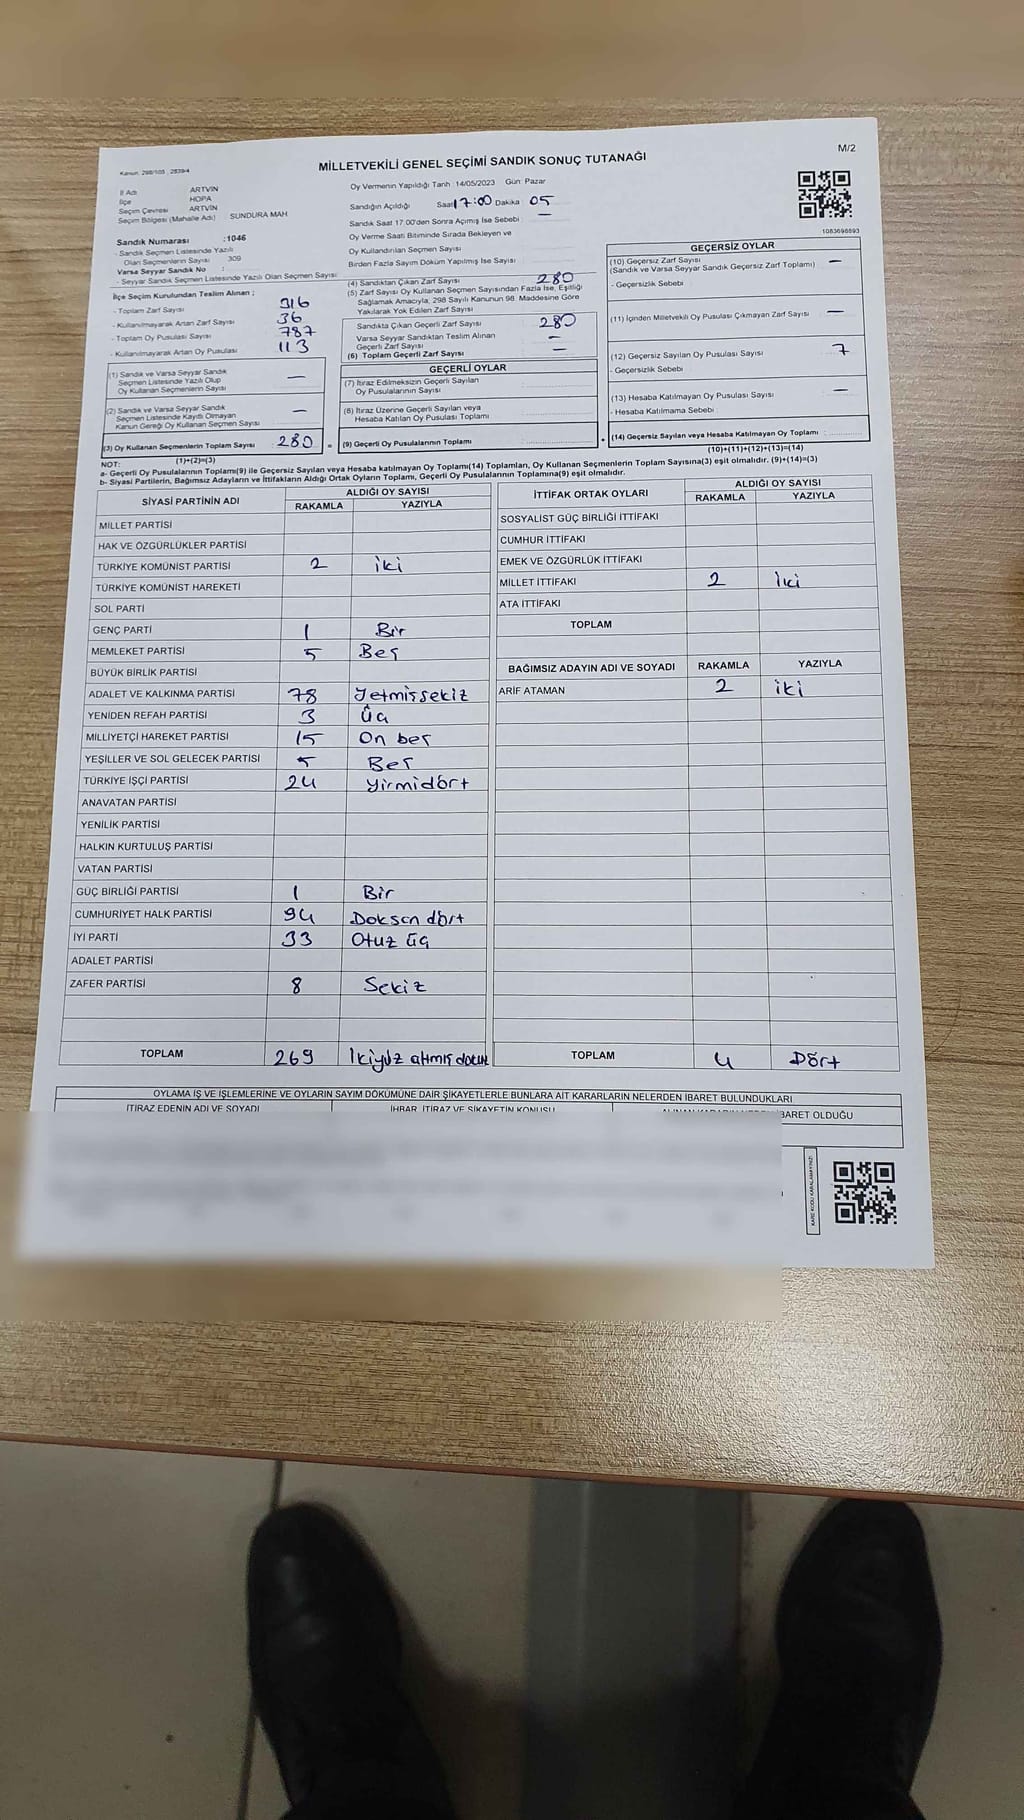 M/2
MİLLETVEKİLİ GENEL SEÇİMİ SANDIK SONUÇ TUTANAĞI
Kanun: 298/105 , 2839/4
İl Adı ARTVİN
İlçe HOPA
Seçim Çevresi ARTVİN
Seçim Bölgesi (Mahalle Adı) SUNDURA MAH
Oy Vermenin Yapıldığı Tarih :14/05/2023 Gün: Pazar
Sandığın Açıldığı Saat 17:00 Dakika : 05
Sandık Saat 17:00'den Sonra Açımış İse Sebebi : —
Oy Verme Saati Bitiminde Sırada Bekleyen ve
Oy Kullandırılan Seçmen Sayısı
Birden Fazla Sayım Döküm Yapılmış İse Sayısı
1083698893
Sandık Numarası :1046
- Sandık Seçmen Listesinde Yazılı
Olan Seçmenlerin Sayısı 309
Varsa Seyyar Sandık No :
- Seyyar Sandık Seçmen Listesinde Yazılı Olan Seçmen Sayısı
İlçe Seçim Kurulundan Teslim Alınan ;
- Toplam Zarf Sayısı 316
- Kullanılmayarak Artan Zarf Sayısı 36
- Toplam Oy Pusulası Sayısı 787
- Kullanılmayarak Artan Oy Pusulası 113
(1) Sandık ve Varsa Seyyar Sandık
Seçmen Listesinde Yazılı Olup
Oy Kullanan Seçmenlerin Sayısı —
(2) Sandık ve Varsa Seyyar Sandık
Seçmen Listesinde Kayıtlı Olmayan
Kanun Gereği Oy Kullanan Seçmen Sayısı —
(3) Oy Kullanan Seçmenlerin Toplam Sayısı 280 =
(1)+(2)=(3)
(4) Sandıktan Çıkan Zarf Sayısı 280
(5) Zarf Sayısı Oy Kullanan Seçmen Sayısından Fazla İse, Eşitliği
Sağlamak Amacıyla, 298 Sayılı Kanunun 98. Maddesine Göre
Yakılarak Yok Edilen Zarf Sayısı
Sandıkta Çıkan Geçerli Zarf Sayısı 280
Varsa Seyyar Sandıktan Teslim Alınan
Geçerli Zarf Sayısı —
(6) Toplam Geçerli Zarf Sayısı —
GEÇERLİ OYLAR
(7) İtiraz Edilmeksizin Geçerli Sayılan
Oy Pusulalarının Sayısı
(8) İtiraz Üzerine Geçerli Sayılan veya
Hesaba Katılan Oy Pusulası Toplamı
(9) Geçerli Oy Pusulalarının Toplamı +
GEÇERSİZ OYLAR
(10) Geçersiz Zarf Sayısı —
(Sandık ve Varsa Seyyar Sandık Geçersiz Zarf Toplamı)
- Geçersizlik Sebebi
(11) İçinden Milletvekili Oy Pusulası Çıkmayan Zarf Sayısı —
(12) Geçersiz Sayılan Oy Pusulası Sayısı 7
- Geçersizlik Sebebi
(13) Hesaba Katılmayan Oy Pusulası Sayısı —
- Hesaba Katılmama Sebebi
(14) Geçersiz Sayılan veya Hesaba Katılmayan Oy Toplamı
(10)+(11)+(12)+(13)=(14)
NOT:
a- Geçerli Oy Pusulaları Toplamı(9) ile Geçersiz Sayılan veya Hesaba katılmayan Oy Toplamı(14) Toplamları, Oy Kullanan Seçmenlerin Toplam Sayısına(3) eşit olmalıdır. (9)+(14)=(3)
b- Siyasi Partilerin, Bağımsız Adayların ve İttifakların Aldığı Ortak Oyların Toplamı, Geçerli Oy Pusulalarının Toplamına(9) eşit olmalıdır.
SİYASİ PARTİNİN ADI ALDIĞI OY SAYISI
RAKAMLA YAZIYLA
MİLLET PARTİSİ
HAK VE ÖZGÜRLÜKLER PARTİSİ
TÜRKİYE KOMÜNİST PARTİSİ 2 iki
TÜRKİYE KOMÜNİST HAREKETİ
SOL PARTİ
GENÇ PARTİ 1 Bir
MEMLEKET PARTİSİ 5 Beş
BÜYÜK BİRLİK PARTİSİ
ADALET VE KALKINMA PARTİSİ 78 Yetmişsekiz
YENİDEN REFAH PARTİSİ 3 üç
MİLLİYETÇİ HAREKET PARTİSİ 15 On beş
YEŞİLLER VE SOL GELECEK PARTİSİ 5 Beş
TÜRKİYE İŞÇİ PARTİSİ 24 Yirmidört
ANAVATAN PARTİSİ
YENİLİK PARTİSİ
HALKIN KURTULUŞ PARTİSİ
VATAN PARTİSİ
GÜÇ BİRLİĞİ PARTİSİ 1 Bir
CUMHURİYET HALK PARTİSİ 94 Doksan dört
İYİ PARTİ 33 Otuz üç
ADALET PARTİSİ
ZAFER PARTİSİ 8 Sekiz
TOPLAM 269 İkiyüz atmış dokuz
İTTİFAK ORTAK OYLARI ALDIĞI OY SAYISI
RAKAMLA YAZIYLA
SOSYALİST GÜÇ BİRLİĞİ İTTİFAKI
CUMHUR İTTİFAKI
EMEK VE ÖZGÜRLÜK İTTİFAKI
MİLLET İTTİFAKI 2 İki
ATA İTTİFAKI
TOPLAM
BAĞIMSIZ ADAYIN ADI VE SOYADI RAKAMLA YAZIYLA
ARİF ATAMAN 2 iki
TOPLAM 4 Dört
OYLAMA İŞ VE İŞLEMLERİNE VE OYLARIN SAYIM DÖKÜMÜNE DAİR ŞİKAYETLERLE BUNLARA AİT KARARLARIN NELERDEN İBARET BULUNDUKLARI
İTİRAZ EDENİN ADI VE SOYADI İHBAR, İTİRAZ VE ŞİKAYETİN KONUSU İBARET OLDUĞU
KARE KODU KARALAMAYINIZ!